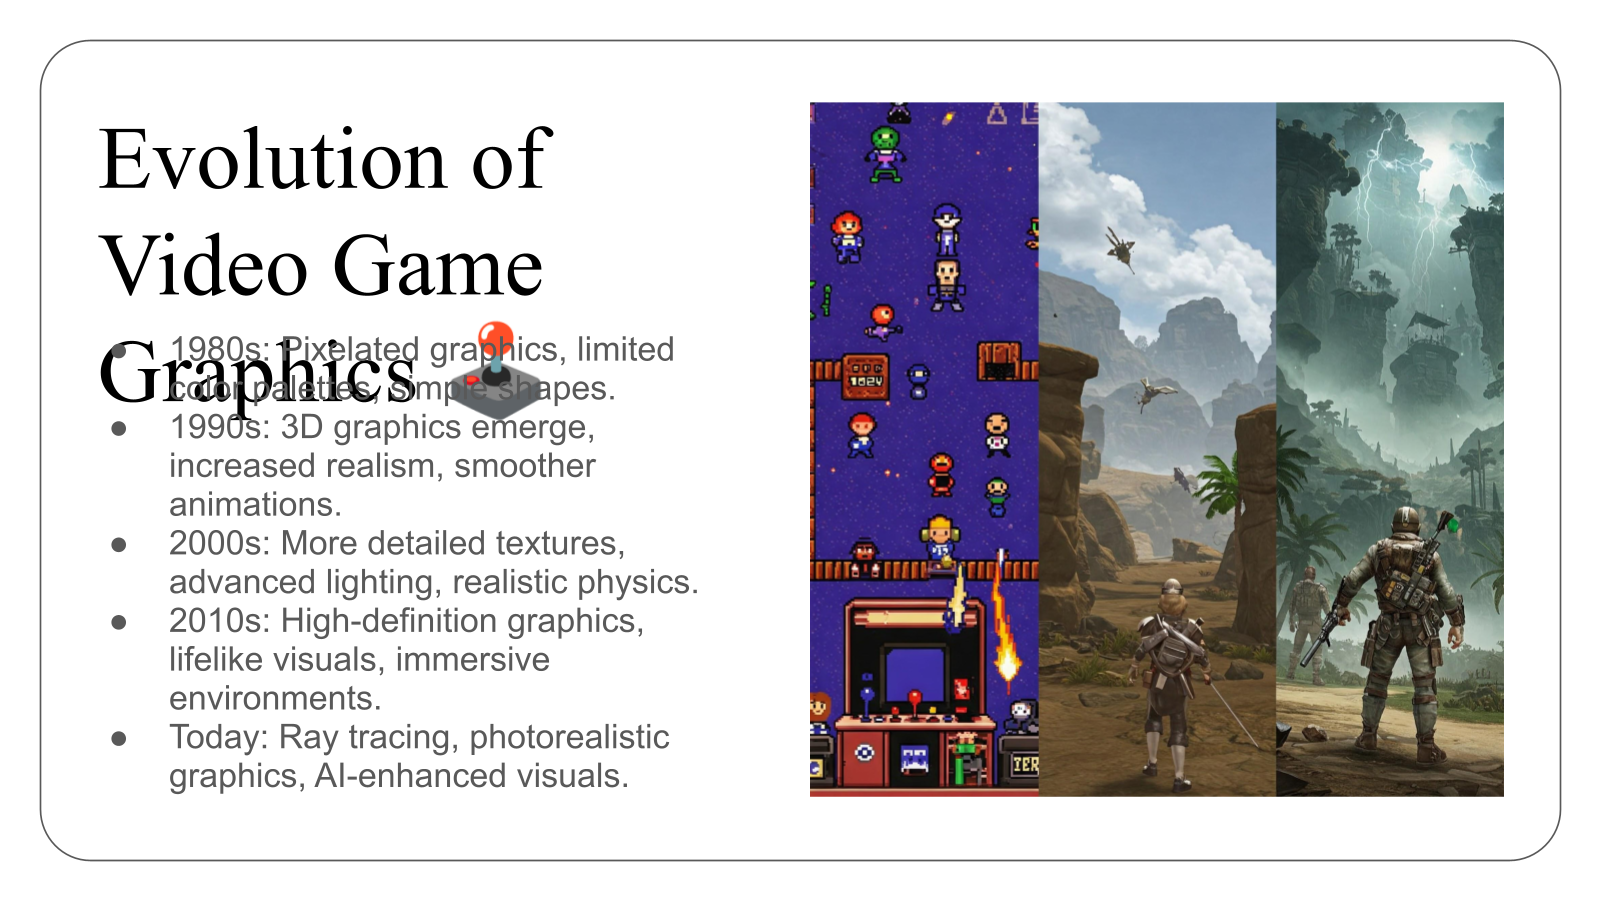 Evolution of
Video Game
Graphics 🕹️
● 1980s: Pixelated graphics, limited
color palettes, simple shapes.
● 1990s: 3D graphics emerge,
increased realism, smoother
animations.
● 2000s: More detailed textures,
advanced lighting, realistic physics.
● 2010s: High-definition graphics,
lifelike visuals, immersive
environments.
● Today: Ray tracing, photorealistic
graphics, AI-enhanced visuals.